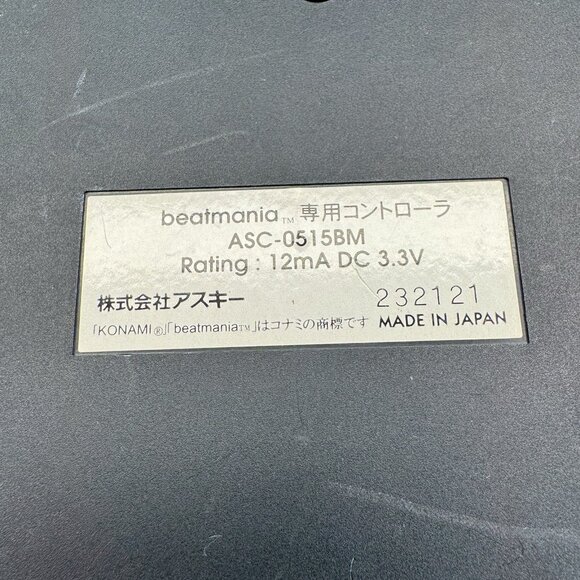 beatmania™ 専用コントローラ
ASC-0515BM
Rating : 12mA DC 3.3V
株式会社アスキー 232121
「KONAMI®」「beatmania™」はコナミの商標です MADE IN JAPAN